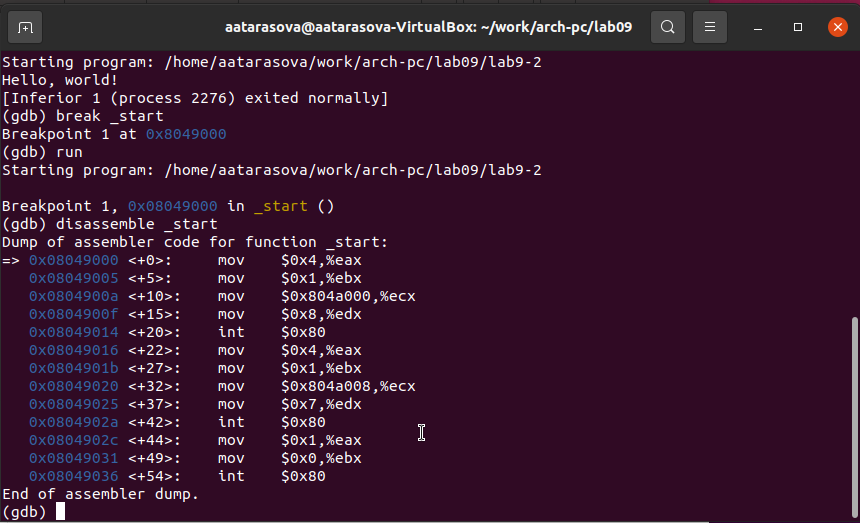 aatarasova@aatarasova-VirtualBox: ~/work/arch-pc/lab09
Starting program: /home/aatarasova/work/arch-pc/lab09/lab9-2
Hello, world!
[Inferior 1 (process 2276) exited normally]
(gdb) break _start
Breakpoint 1 at 0x8049000
(gdb) run
Starting program: /home/aatarasova/work/arch-pc/lab09/lab9-2
Breakpoint 1, 0x08049000 in _start ()
(gdb) disassemble _start
Dump of assembler code for function _start:
=> 0x08049000 <+0>:     mov    $0x4,%eax
   0x08049005 <+5>:     mov    $0x1,%ebx
   0x0804900a <+10>:    mov    $0x804a000,%ecx
   0x0804900f <+15>:    mov    $0x8,%edx
   0x08049014 <+20>:    int    $0x80
   0x08049016 <+22>:    mov    $0x4,%eax
   0x0804901b <+27>:    mov    $0x1,%ebx
   0x08049020 <+32>:    mov    $0x804a008,%ecx
   0x08049025 <+37>:    mov    $0x7,%edx
   0x0804902a <+42>:    int    $0x80
   0x0804902c <+44>:    mov    $0x1,%eax
   0x08049031 <+49>:    mov    $0x0,%ebx
   0x08049036 <+54>:    int    $0x80
End of assembler dump.
(gdb)